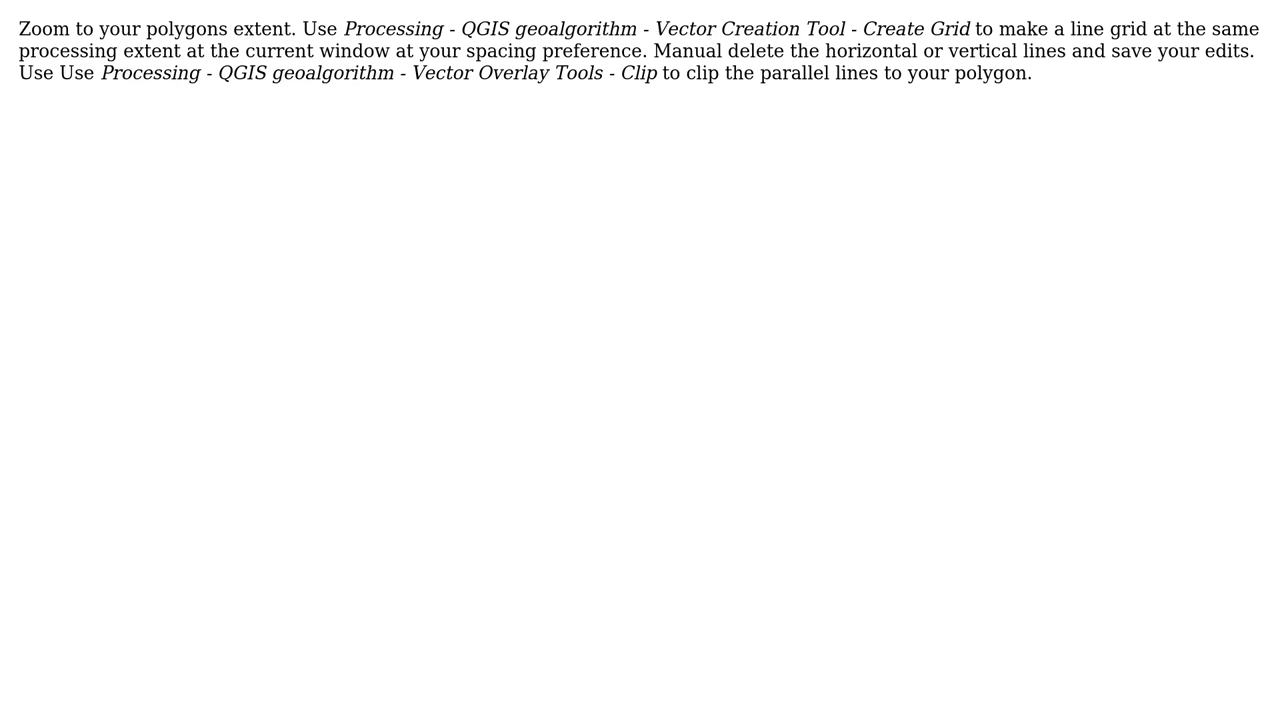 Zoom to your polygons extent. Use Processing - QGIS geoalgorithm - Vector Creation Tool - Create Grid to make a line grid at the same
processing extent at the current window at your spacing preference. Manual delete the horizontal or vertical lines and save your edits.
Use Use Processing - QGIS geoalgorithm - Vector Overlay Tools - Clip to clip the parallel lines to your polygon.